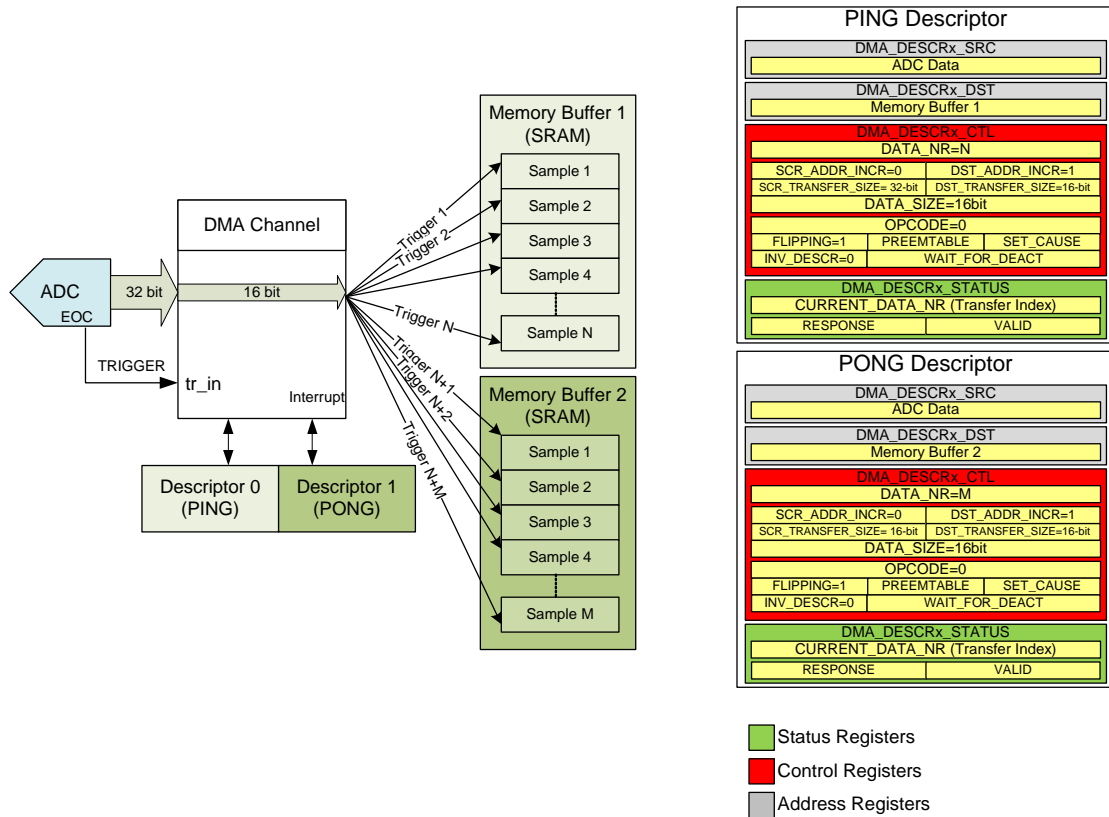 Memory Buffer 1
(SRAM)
Sample 1
Sample 2
Sample 3
Sample 4
Sample N
DMA Channel
ADC
EOC
32 bit
16 bit
TRIGGER
tr_in
Interrupt
Trigger 1
Trigger 2
Trigger N
Trigger N+1
Trigger N+2
Trigger N+M
Memory Buffer 2
(SRAM)
Sample 1
Sample 2
Sample 3
Sample 4
Sample M
Descriptor 0
(PING)
Descriptor 1
(PONG)
PING Descriptor
DMA_DESCRx_SRC
ADC Data
DMA_DESCRx_DST
Memory Buffer 1
DMA_DESCRx_CTL
DATA_NR=N
SCR_ADDR_INCR=0 DST_ADDR_INCR=1
SCR_TRANSFER_SIZE= 32-bit DST_TRANSFER_SIZE=16-bit
DATA_SIZE=16bit
OPCODE=0
FLIPPING=1 PREEMTABLE SET_CAUSE
INV_DESCR=0 WAIT_FOR_DEACT
DMA_DESCRx_STATUS
CURRENT_DATA_NR (Transfer Index)
RESPONSE VALID
PONG Descriptor
DMA_DESCRx_SRC
ADC Data
DMA_DESCRx_DST
Memory Buffer 2
DMA_DESCRx_CTL
DATA_NR=M
SCR_ADDR_INCR=0 DST_ADDR_INCR=1
SCR_TRANSFER_SIZE= 16-bit DST_TRANSFER_SIZE=16-bit
DATA_SIZE=16bit
OPCODE=0
FLIPPING=1 PREEMTABLE SET_CAUSE
INV_DESCR=0 WAIT_FOR_DEACT
DMA_DESCRx_STATUS
CURRENT_DATA_NR (Transfer Index)
RESPONSE VALID
Status Registers
Control Registers
Address Registers